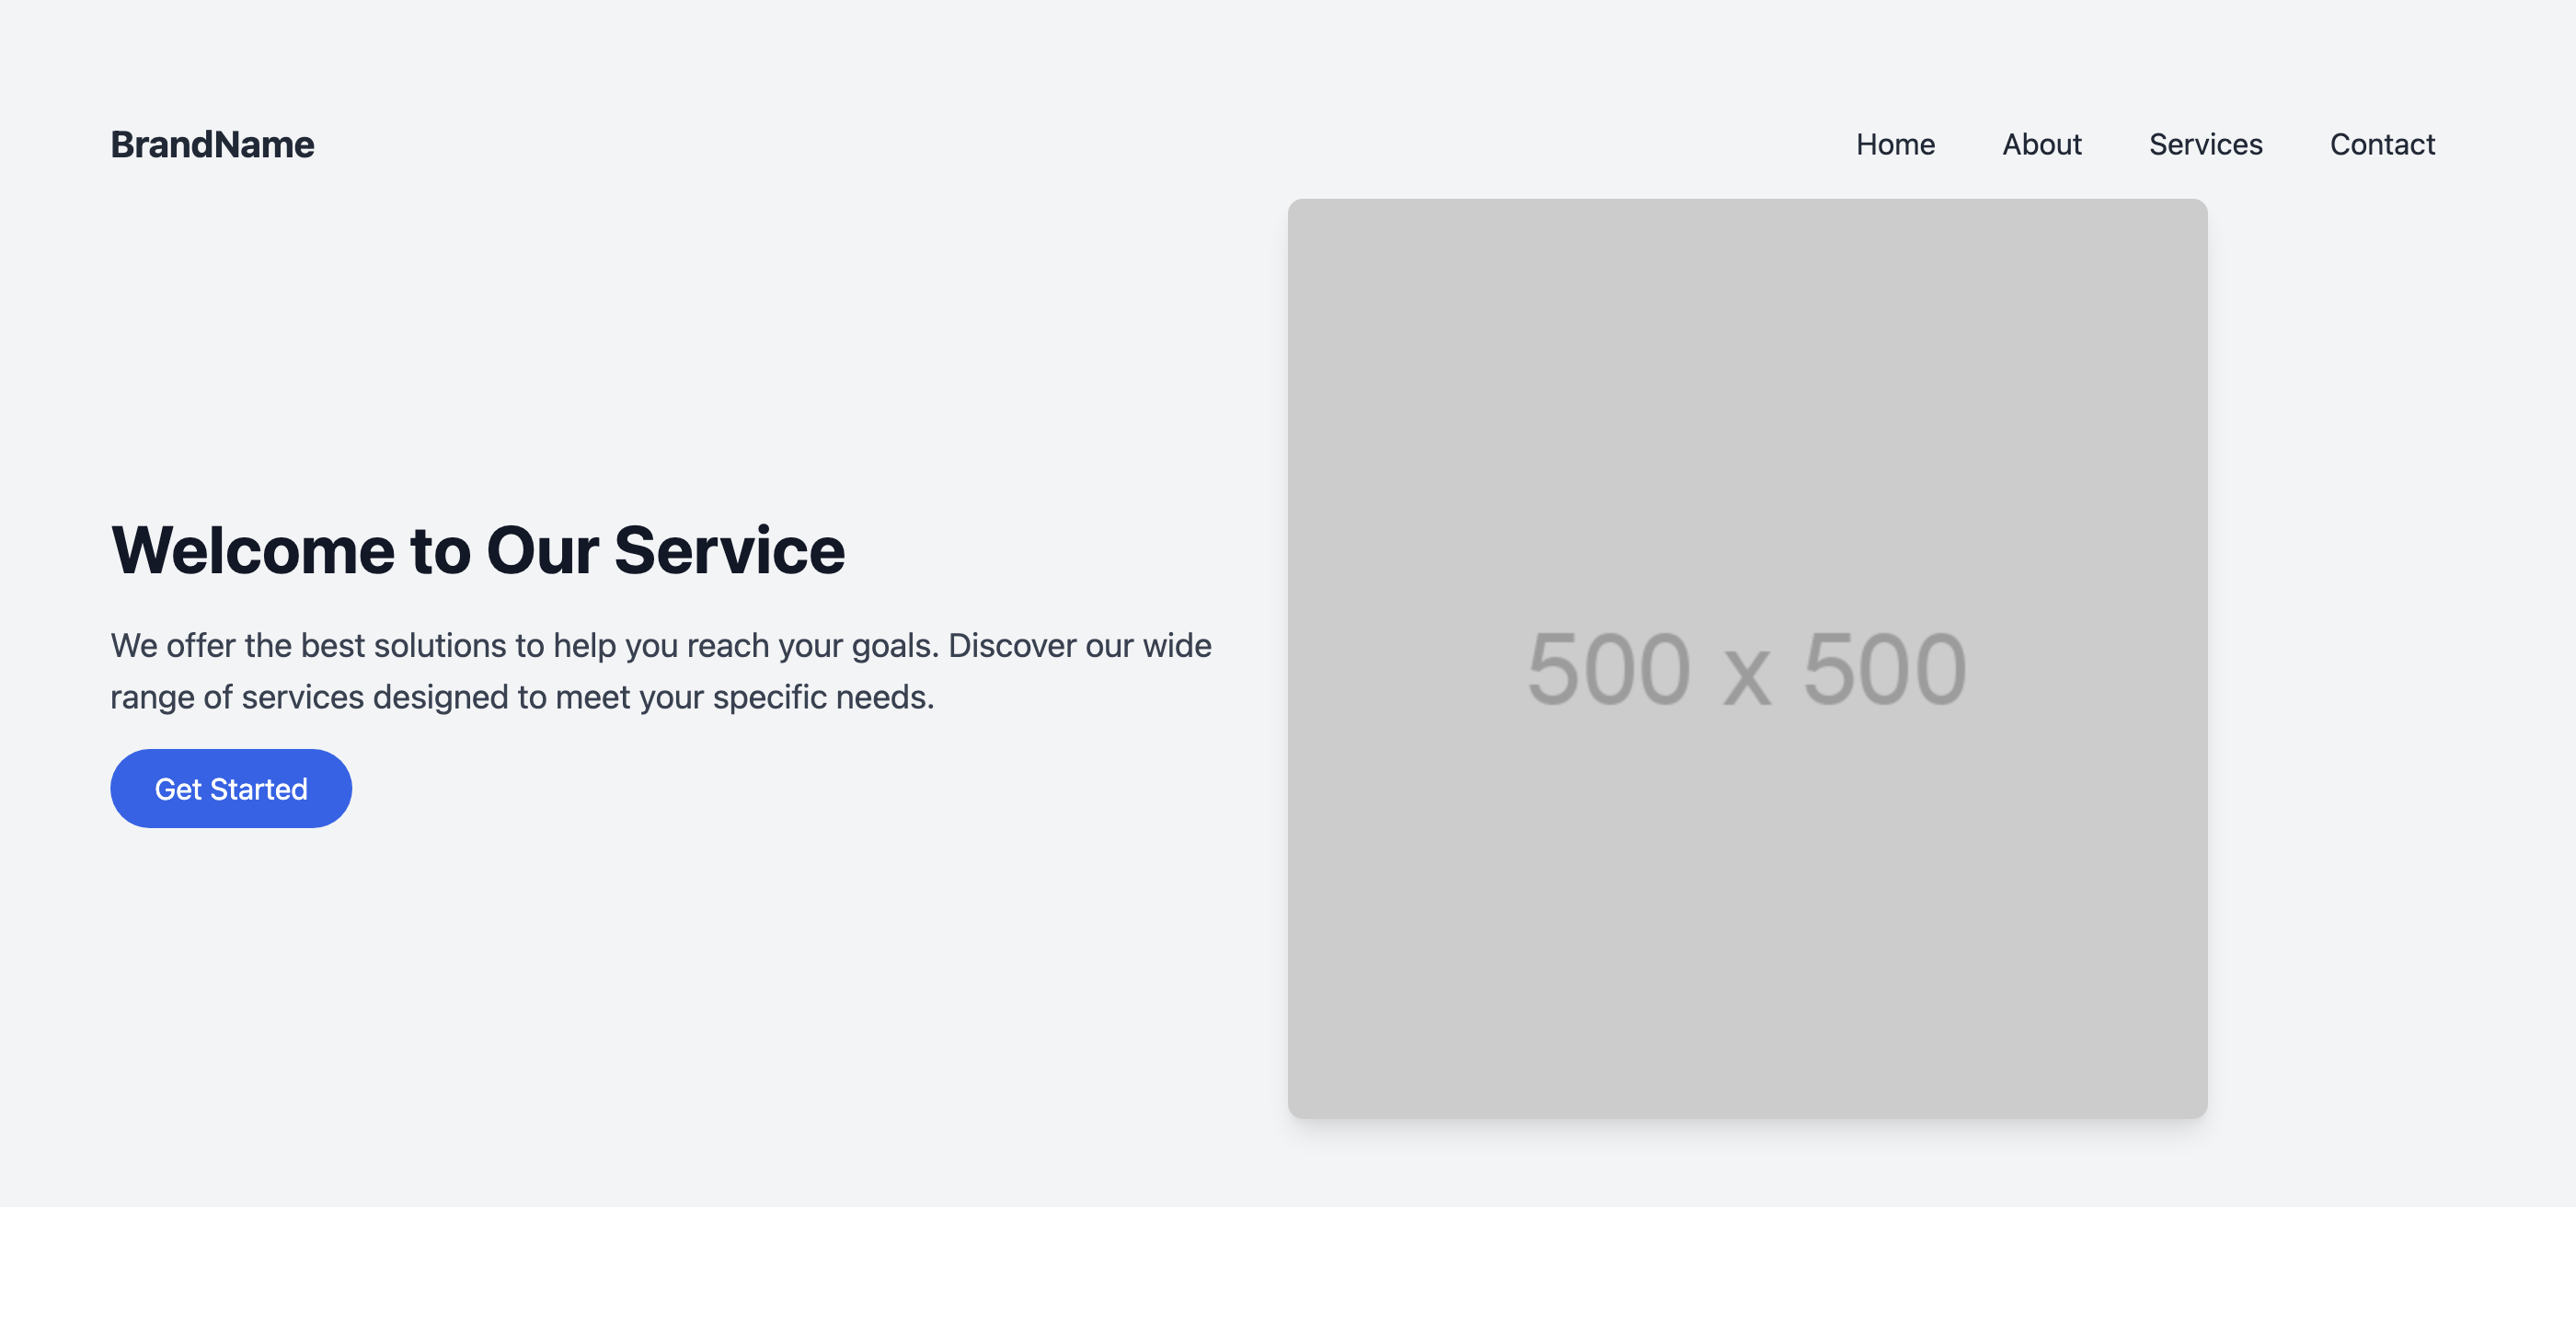 BrandName
Home About Services Contact
Welcome to Our Service
We offer the best solutions to help you reach your goals. Discover our wide
range of services designed to meet your specific needs.
Get Started
500 x 500